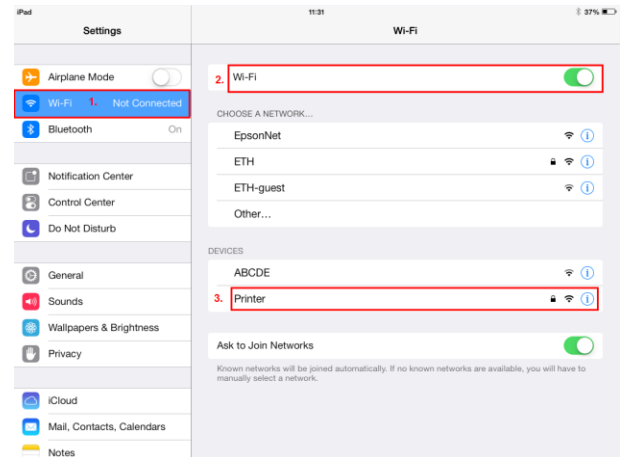 iPad 11:31 37%
Settings Wi-Fi
Airplane Mode
Wi-Fi 1. Not Connected
Bluetooth On
Notification Center
Control Center
Do Not Disturb
General
Sounds
Wallpapers & Brightness
Privacy
iCloud
Mail, Contacts, Calendars
Notes
2. Wi-Fi
CHOOSE A NETWORK...
EpsonNet
ETH
ETH-guest
Other...
DEVICES
ABCDE
3. Printer
Ask to Join Networks
Known networks will be joined automatically. If no known networks are available, you will have to
manually select a network.